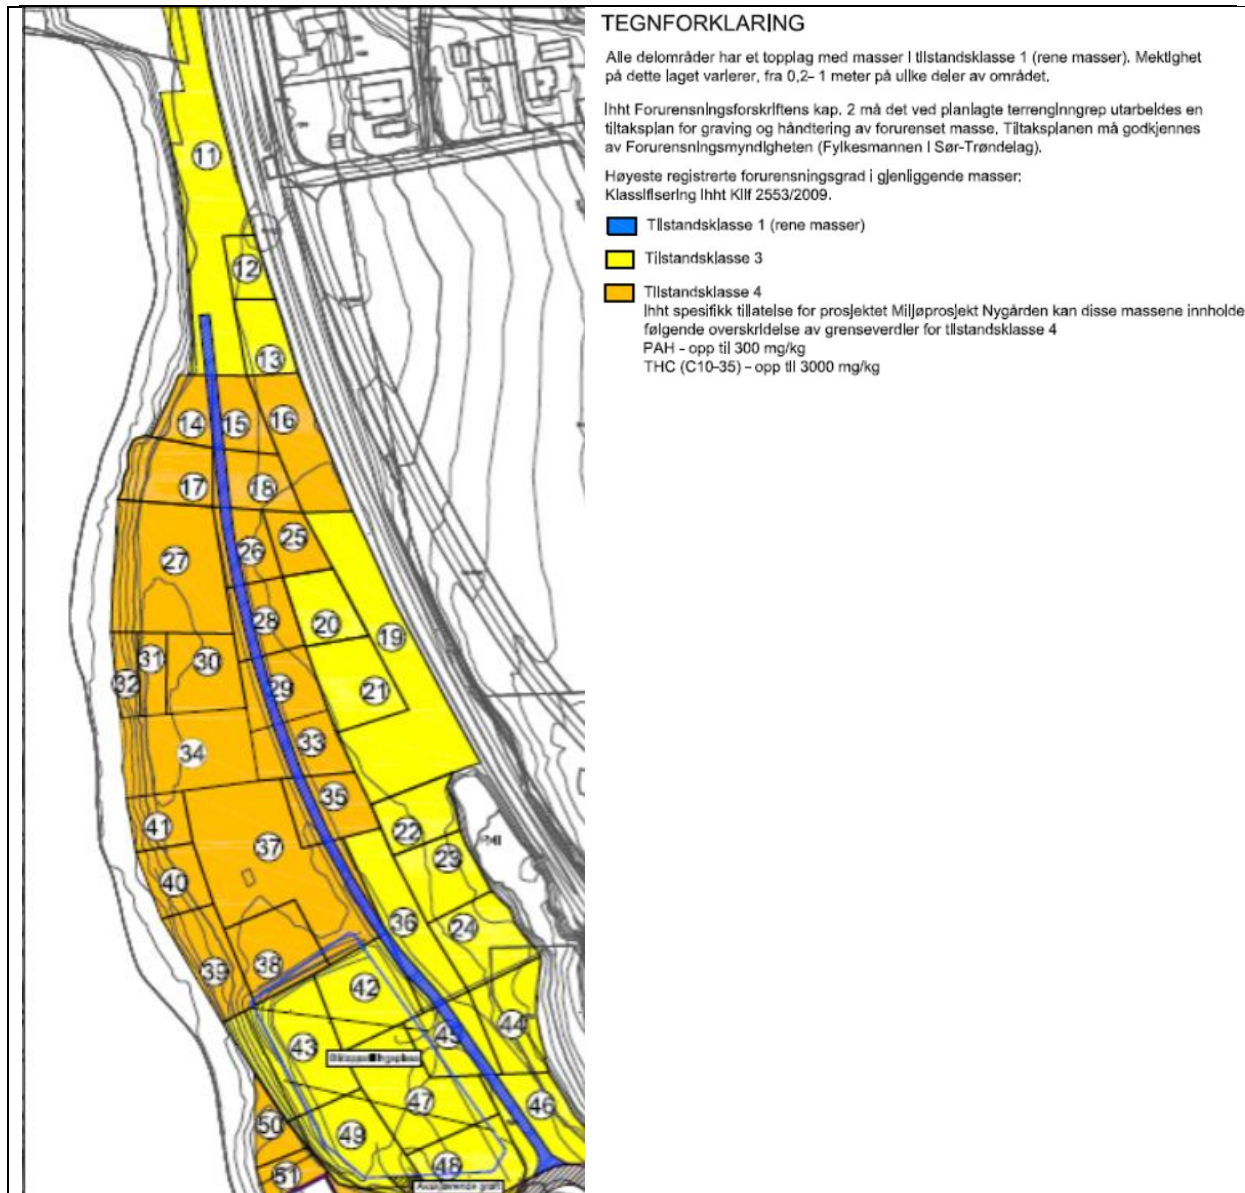 TEGNFORKLARING
Alle delområder har et topplag med masser i tilstandsklasse 1 (rene masser). Mektighet
på dette laget varierer, fra 0,2- 1 meter på ulike deler av området.
Ihht Forurensningsforskriftens kap. 2 må det ved planlagte terrenginngrep utarbeides en
tiltaksplan for graving og håndtering av forurenset masse. Tiltaksplanen må godkjennes
av Forurensningsmyndigheten (Fylkesmannen i Sør-Trøndelag).
Høyeste registrerte forurensningsgrad i gjenliggende masser:
Klassifisering ihht Klif 2553/2009.
Tilstandsklasse 1 (rene masser)
Tilstandsklasse 3
Tilstandsklasse 4
Ihht spesifikk tillatelse for prosjektet Miljøprosjekt Nygården kan disse massene innholde
følgende overskridelse av grenseverdier for tilstandsklasse 4
PAH - opp til 300 mg/kg
THC (C10-35) - opp til 3000 mg/kg
11
12
13
14 15 16
17 18
25
26
27
28 20 19
31 30
32 29 21
34 33
35
41 37 22
23
40
36 24
39 38
42
44
43 45
47 46
50 49
48
51